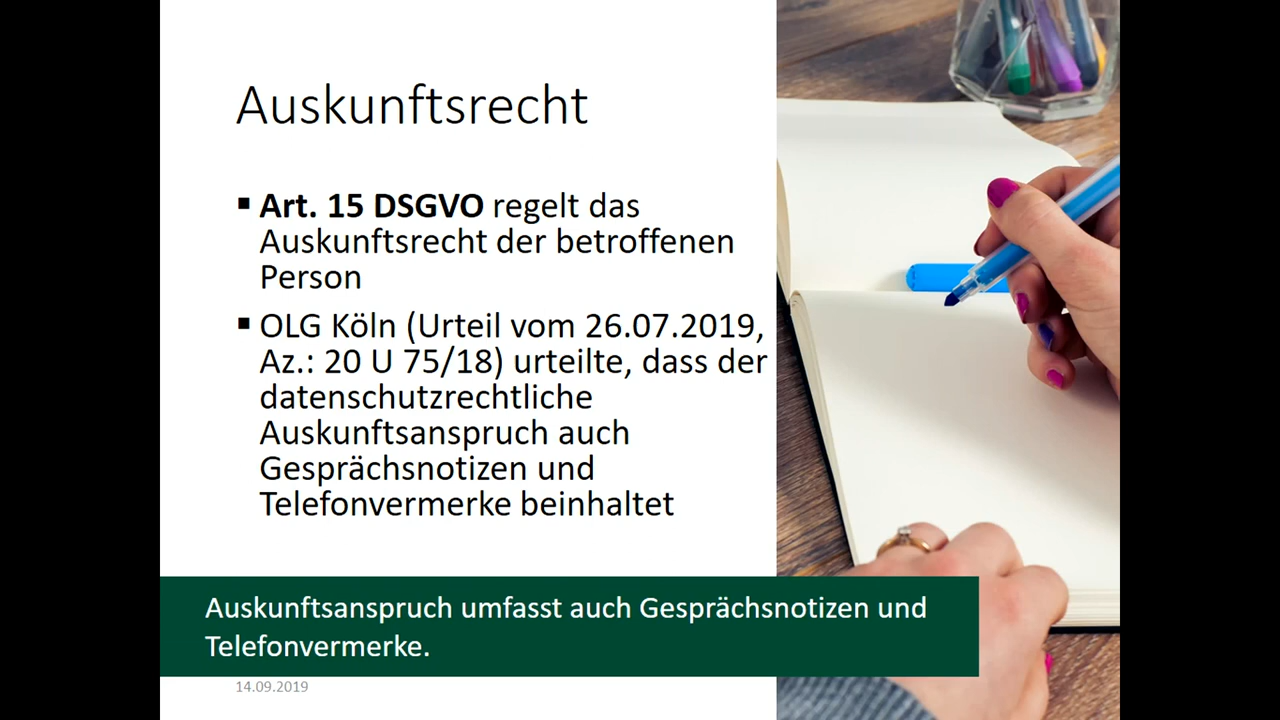 Auskunftsrecht
▪ Art. 15 DSGVO regelt das
Auskunftsrecht der betroffenen
Person
▪ OLG Köln (Urteil vom 26.07.2019,
Az.: 20 U 75/18) urteilte, dass der
datenschutzrechtliche
Auskunftsanspruch auch
Gesprächsnotizen und
Telefonvermerke beinhaltet
Auskunftsanspruch umfasst auch Gesprächsnotizen und
Telefonvermerke.
14.09.2019